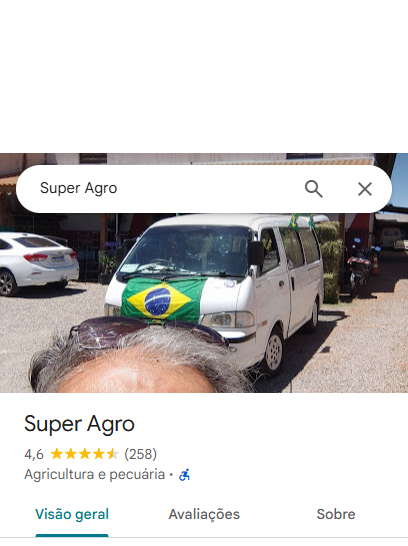 Super Agro
Super Agro
4,6 (258)
Agricultura e pecuária ·
Visão geral Avaliações Sobre